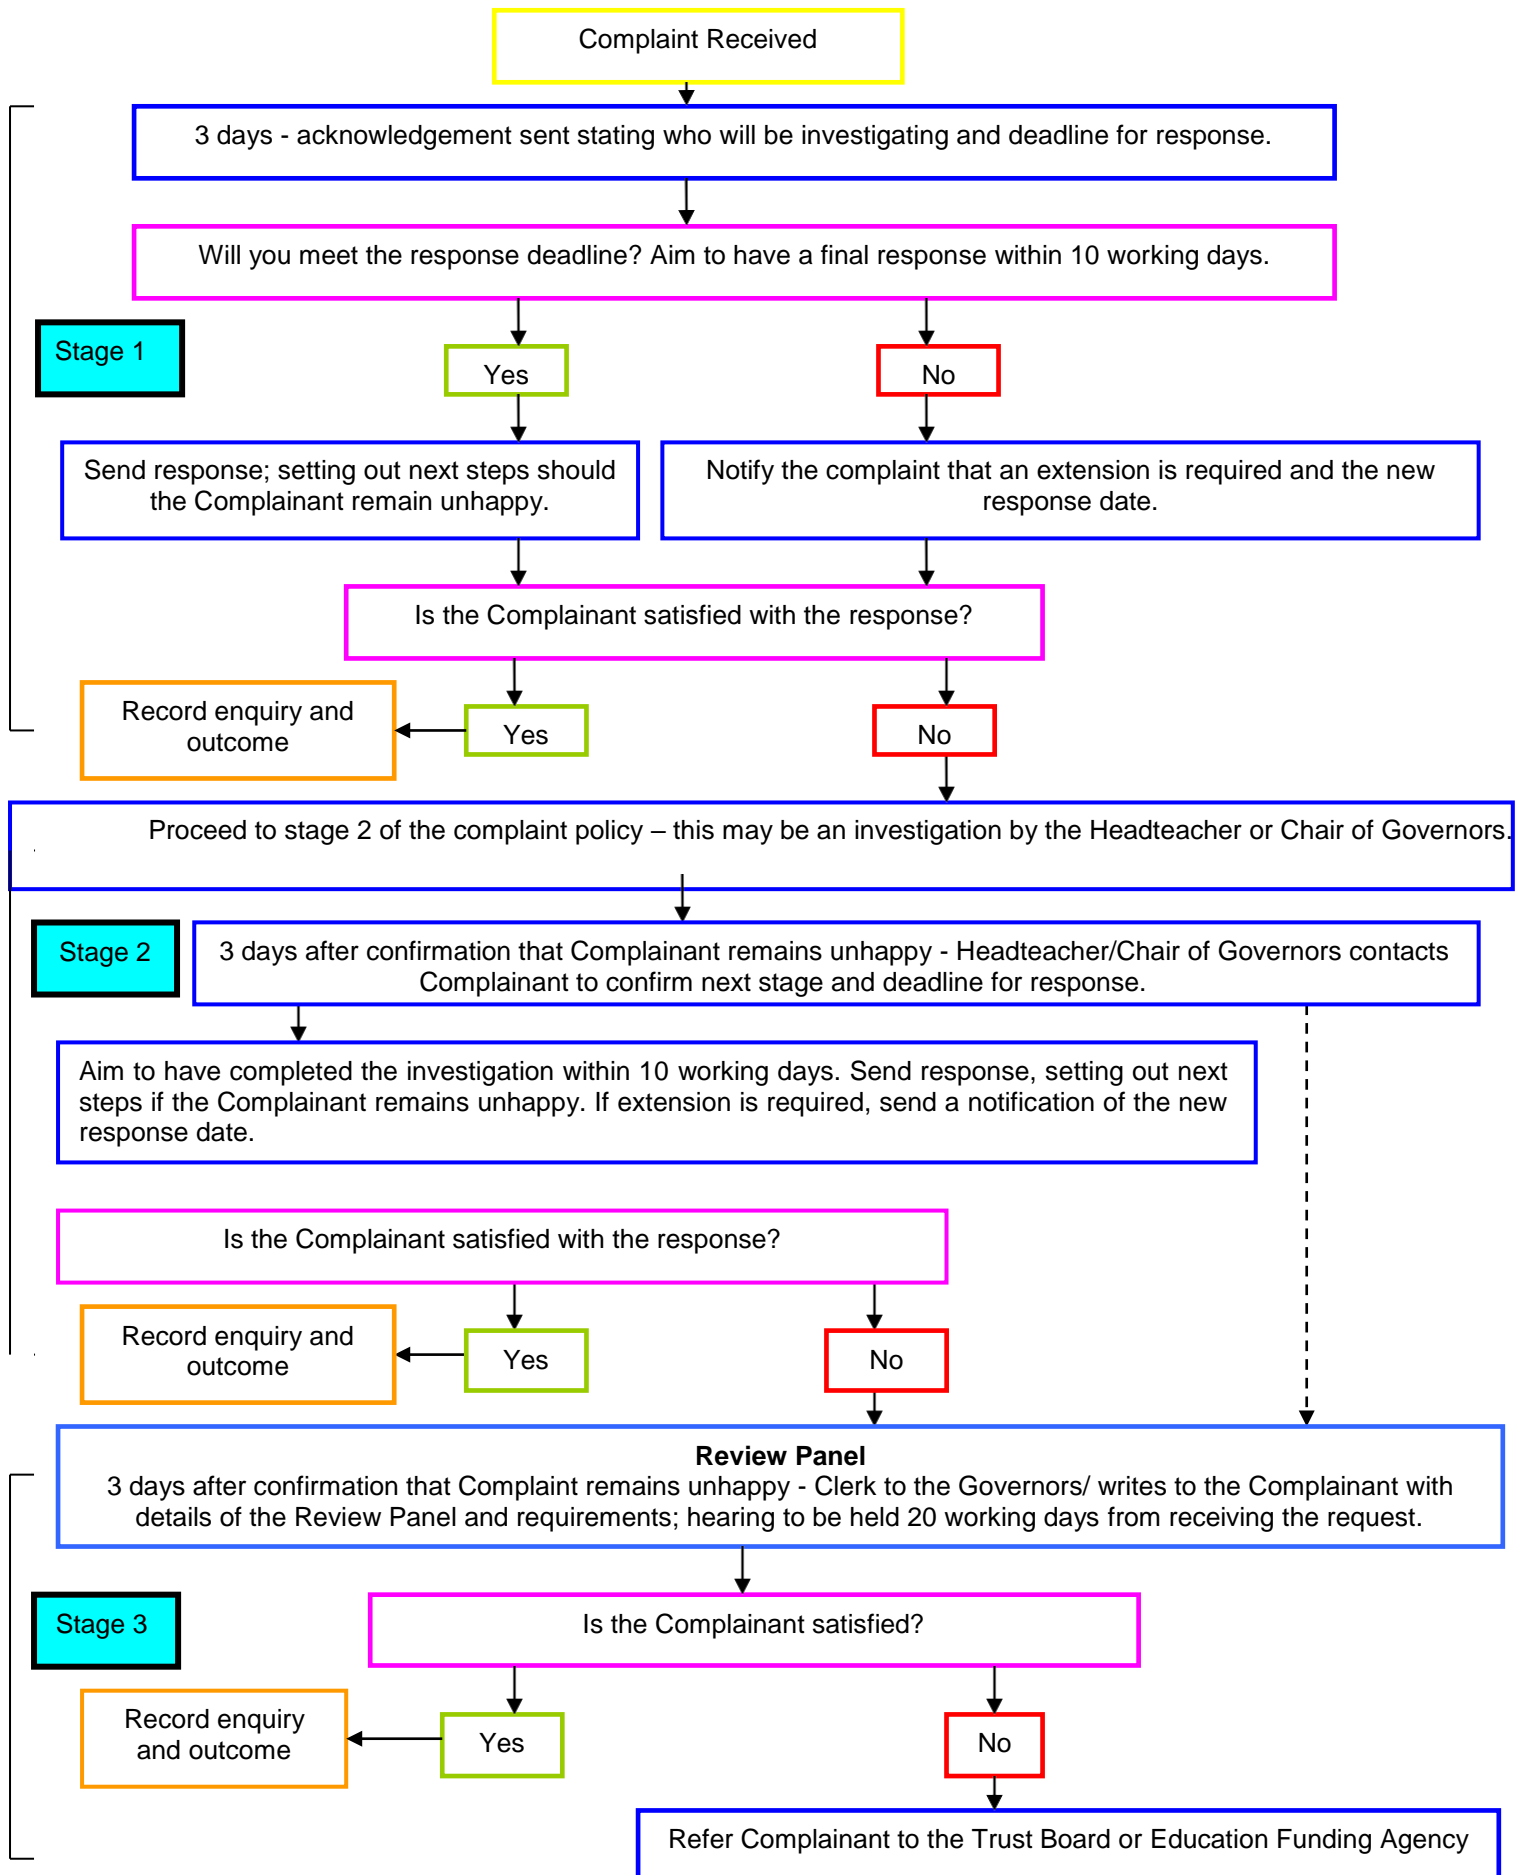 Complaint Received
3 days - acknowledgement sent stating who will be investigating and deadline for response.
Will you meet the response deadline? Aim to have a final response within 10 working days.
Stage 1
Yes
No
Send response; setting out next steps should
the Complainant remain unhappy.
Notify the complaint that an extension is required and the new
response date.
Is the Complainant satisfied with the response?
Record enquiry and
outcome
Yes
No
Proceed to stage 2 of the complaint policy – this may be an investigation by the Headteacher or Chair of Governors.
Stage 2
3 days after confirmation that Complainant remains unhappy - Headteacher/Chair of Governors contacts
Complainant to confirm next stage and deadline for response.
Aim to have completed the investigation within 10 working days. Send response, setting out next
steps if the Complainant remains unhappy. If extension is required, send a notification of the new
response date.
Is the Complainant satisfied with the response?
Record enquiry and
outcome
Yes
No
Review Panel
3 days after confirmation that Complaint remains unhappy - Clerk to the Governors/ writes to the Complainant with
details of the Review Panel and requirements; hearing to be held 20 working days from receiving the request.
Stage 3
Is the Complainant satisfied?
Record enquiry
and outcome
Yes
No
Refer Complainant to the Trust Board or Education Funding Agency